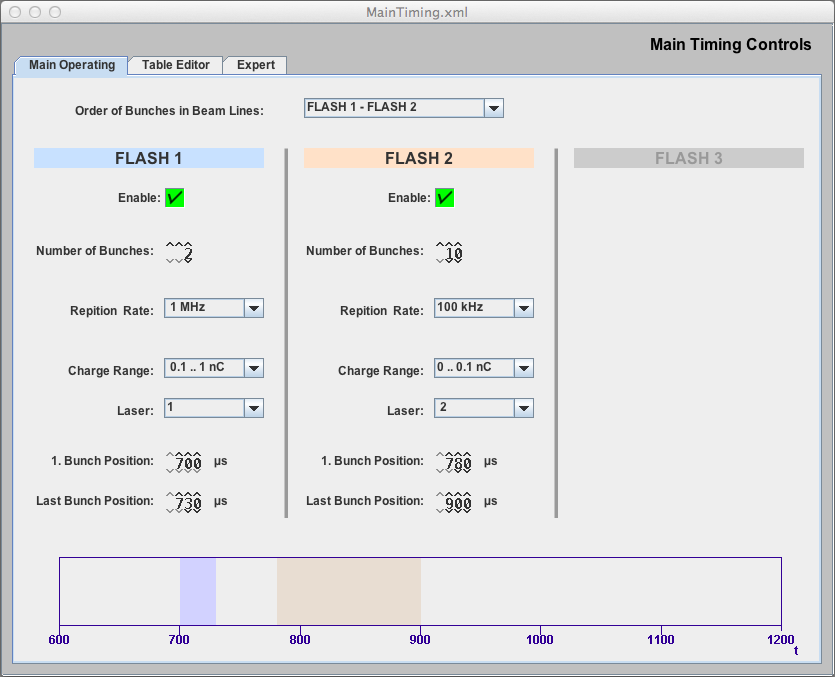 MainTiming.xml
Main Timing Controls
Main Operating Table Editor Expert
Order of Bunches in Beam Lines: FLASH 1 - FLASH 2
FLASH 1 FLASH 2 FLASH 3
Enable: Enable:
Number of Bunches: 2 Number of Bunches: 10
Repition Rate: 1 MHz Repition Rate: 100 kHz
Charge Range: 0.1 .. 1 nC Charge Range: 0 .. 0.1 nC
Laser: 1 Laser: 2
1. Bunch Position: 700 µs 1. Bunch Position: 780 µs
Last Bunch Position: 730 µs Last Bunch Position: 900 µs
600 700 800 900 1000 1100 1200
t